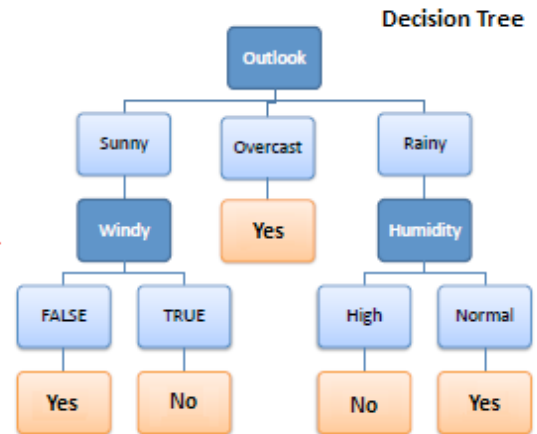 Decision Tree
Outlook
Sunny
Overcast
Rainy
Windy
Yes
Humidity
FALSE
TRUE
High
Normal
Yes
No
No
Yes